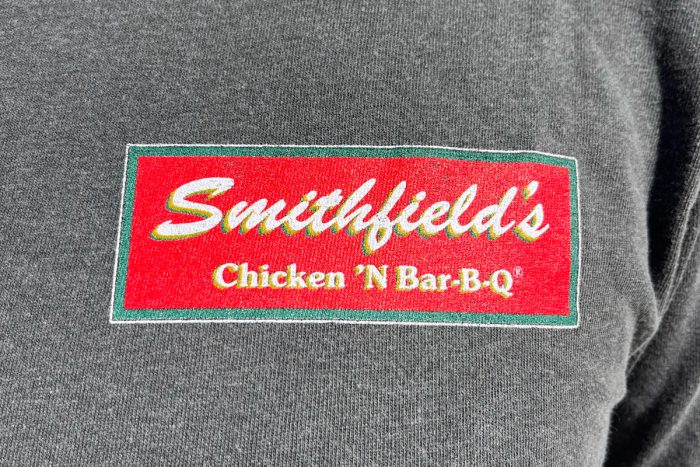 Smithfield's
Chicken 'N Bar-B-Q®